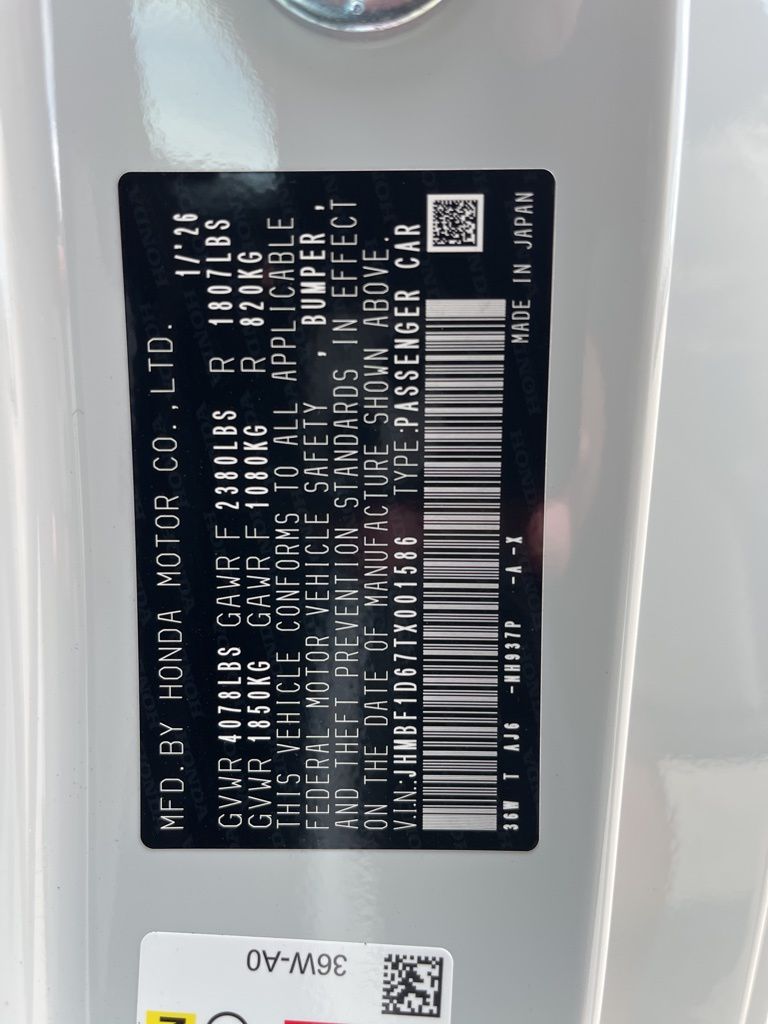 MFD. BY HONDA MOTOR CO., LTD. 1/'26
GVWR 4078LBS GAWR F 2380LBS R 1807LBS
GVWR 1850KG GAWR F 1080KG R 820KG
THIS VEHICLE CONFORMS TO ALL APPLICABLE
FEDERAL MOTOR VEHICLE SAFETY , BUMPER ,
AND THEFT PREVENTION STANDARDS IN EFFECT
ON THE DATE OF MANUFACTURE SHOWN ABOVE.
V.I.N:JHMBF1D67TX001586 TYPE:PASSENGER CAR
36W T AJ6 -NH937P -A-X MADE IN JAPAN
36W-A0